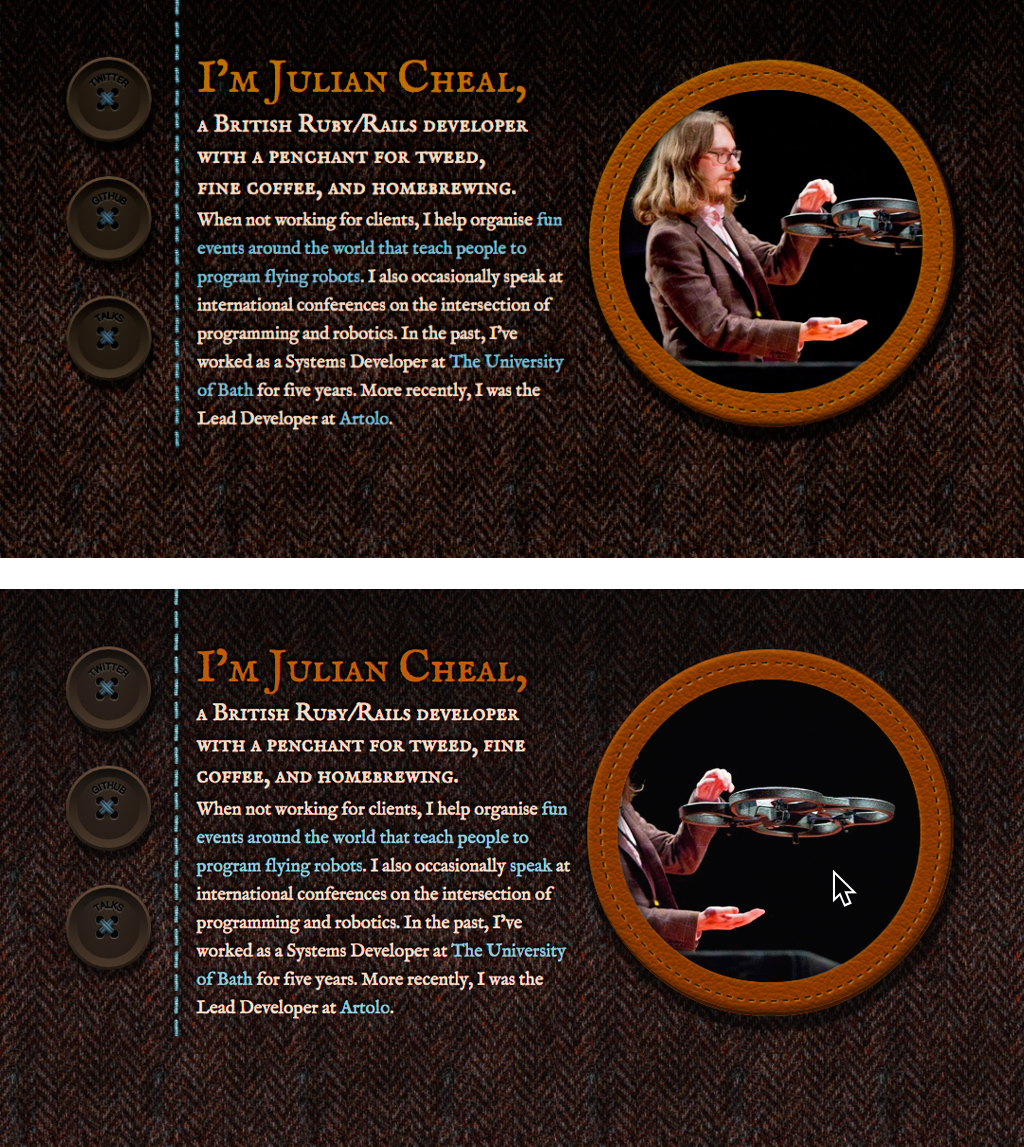 TWITTER
GITHUB
TALKS
I'm Julian Cheal,
a British Ruby/Rails developer
with a penchant for tweed,
fine coffee, and homebrewing.
When not working for clients, I help organise fun
events around the world that teach people to
program flying robots. I also occasionally speak at
international conferences on the intersection of
programming and robotics. In the past, I've
worked as a Systems Developer at The University
of Bath for five years. More recently, I was the
Lead Developer at Artolo.
TWITTER
GITHUB
TALKS
I'm Julian Cheal,
a British Ruby/Rails developer
with a penchant for tweed, fine
coffee, and homebrewing.
When not working for clients, I help organise fun
events around the world that teach people to
program flying robots. I also occasionally speak at
international conferences on the intersection of
programming and robotics. In the past, I've
worked as a Systems Developer at The University
of Bath for five years. More recently, I was the
Lead Developer at Artolo.